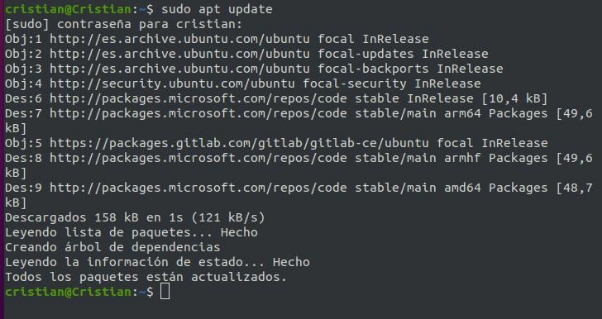 cristian@Cristian:~$ sudo apt update
[sudo] contraseña para cristian:
Obj:1 http://es.archive.ubuntu.com/ubuntu focal InRelease
Obj:2 http://es.archive.ubuntu.com/ubuntu focal-updates InRelease
Obj:3 http://es.archive.ubuntu.com/ubuntu focal-backports InRelease
Obj:4 http://security.ubuntu.com/ubuntu focal-security InRelease
Des:6 http://packages.microsoft.com/repos/code stable InRelease [10,4 kB]
Des:7 http://packages.microsoft.com/repos/code stable/main arm64 Packages [49,6
kB]
Obj:5 https://packages.gitlab.com/gitlab/gitlab-ce/ubuntu focal InRelease
Des:8 http://packages.microsoft.com/repos/code stable/main armhf Packages [49,6
kB]
Des:9 http://packages.microsoft.com/repos/code stable/main amd64 Packages [48,7
kB]
Descargados 158 kB en 1s (121 kB/s)
Leyendo lista de paquetes... Hecho
Creando árbol de dependencias
Leyendo la información de estado... Hecho
Todos los paquetes están actualizados.
cristian@Cristian:~$